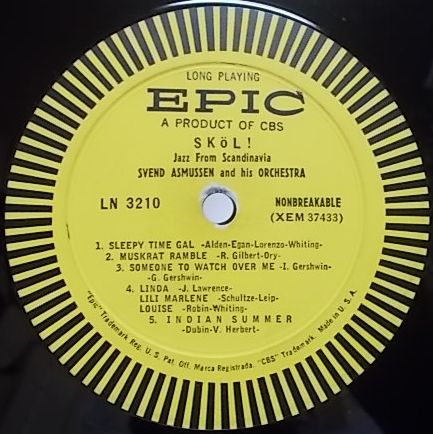 LONG PLAYING
EPIC
A PRODUCT OF CBS
SKöL!
Jazz From Scandinavia
SVEND ASMUSSEN and his ORCHESTRA
LN 3210
NONBREAKABLE
(XEM 37433)
1. SLEEPY TIME GAL -Alden-Egan-Lorenzo-Whiting-
2. MUSKRAT RAMBLE -R. Gilbert-Ory-
3. SOMEONE TO WATCH OVER ME -I. Gershwin-
-G. Gershwin-
4. LINDA -J. Lawrence-
LILI MARLENE -Schultze-Leip-
LOUISE -Robin-Whiting-
5. INDIAN SUMMER
-Dubin-V. Herbert-
"Epic" Trademark Reg. U. S. Pat. Off. Marca Registrada. "CBS" Trademark. Made in U. S. A.